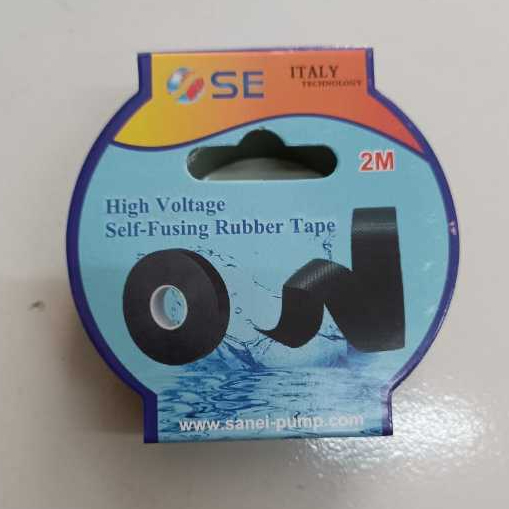 SE
ITALY
TECHNOLOGY
2M
High Voltage
Self-Fusing Rubber Tape
www.sanei-pump.com